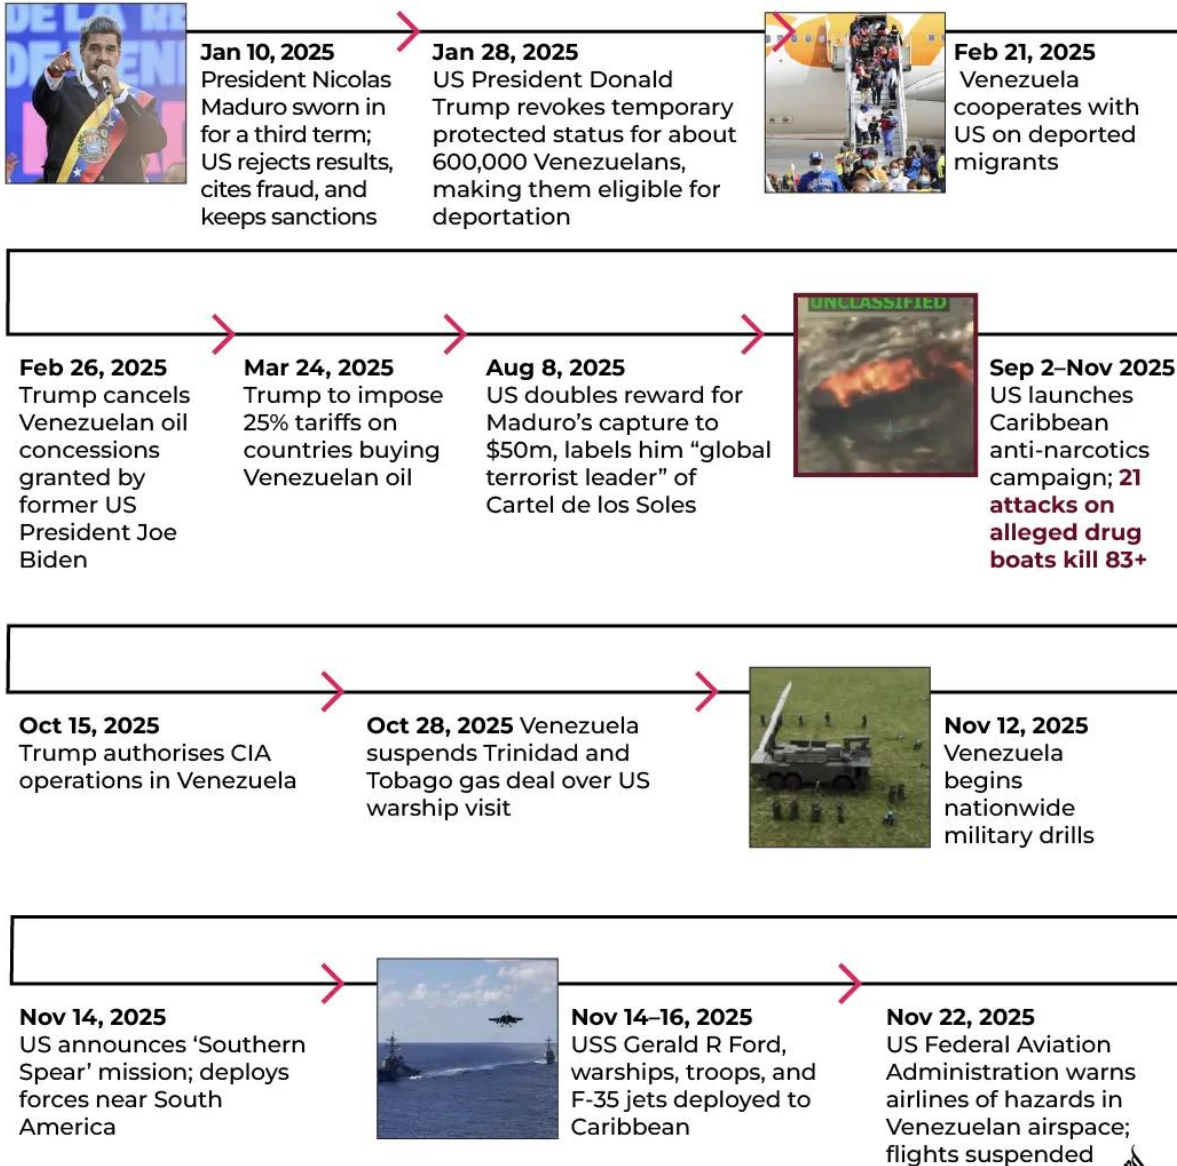 DE LA RE
DEFEN
Jan 10, 2025
President Nicolas
Maduro sworn in
for a third term;
US rejects results,
cites fraud, and
keeps sanctions
Jan 28, 2025
US President Donald
Trump revokes temporary
protected status for about
600,000 Venezuelans,
making them eligible for
deportation
Feb 21, 2025
Venezuela
cooperates with
US on deported
migrants
Feb 26, 2025
Trump cancels
Venezuelan oil
concessions
granted by
former US
President Joe
Biden
Mar 24, 2025
Trump to impose
25% tariffs on
countries buying
Venezuelan oil
Aug 8, 2025
US doubles reward for
Maduro’s capture to
$50m, labels him “global
terrorist leader” of
Cartel de los Soles
UNCLASSIFIED
Sep 2–Nov 2025
US launches
Caribbean
anti-narcotics
campaign; 21
attacks on
alleged drug
boats kill 83+
Oct 15, 2025
Trump authorises CIA
operations in Venezuela
Oct 28, 2025 Venezuela
suspends Trinidad and
Tobago gas deal over US
warship visit
Nov 12, 2025
Venezuela
begins
nationwide
military drills
Nov 14, 2025
US announces ‘Southern
Spear’ mission; deploys
forces near South
America
Nov 14–16, 2025
USS Gerald R Ford,
warships, troops, and
F-35 jets deployed to
Caribbean
Nov 22, 2025
US Federal Aviation
Administration warns
airlines of hazards in
Venezuelan airspace;
flights suspended